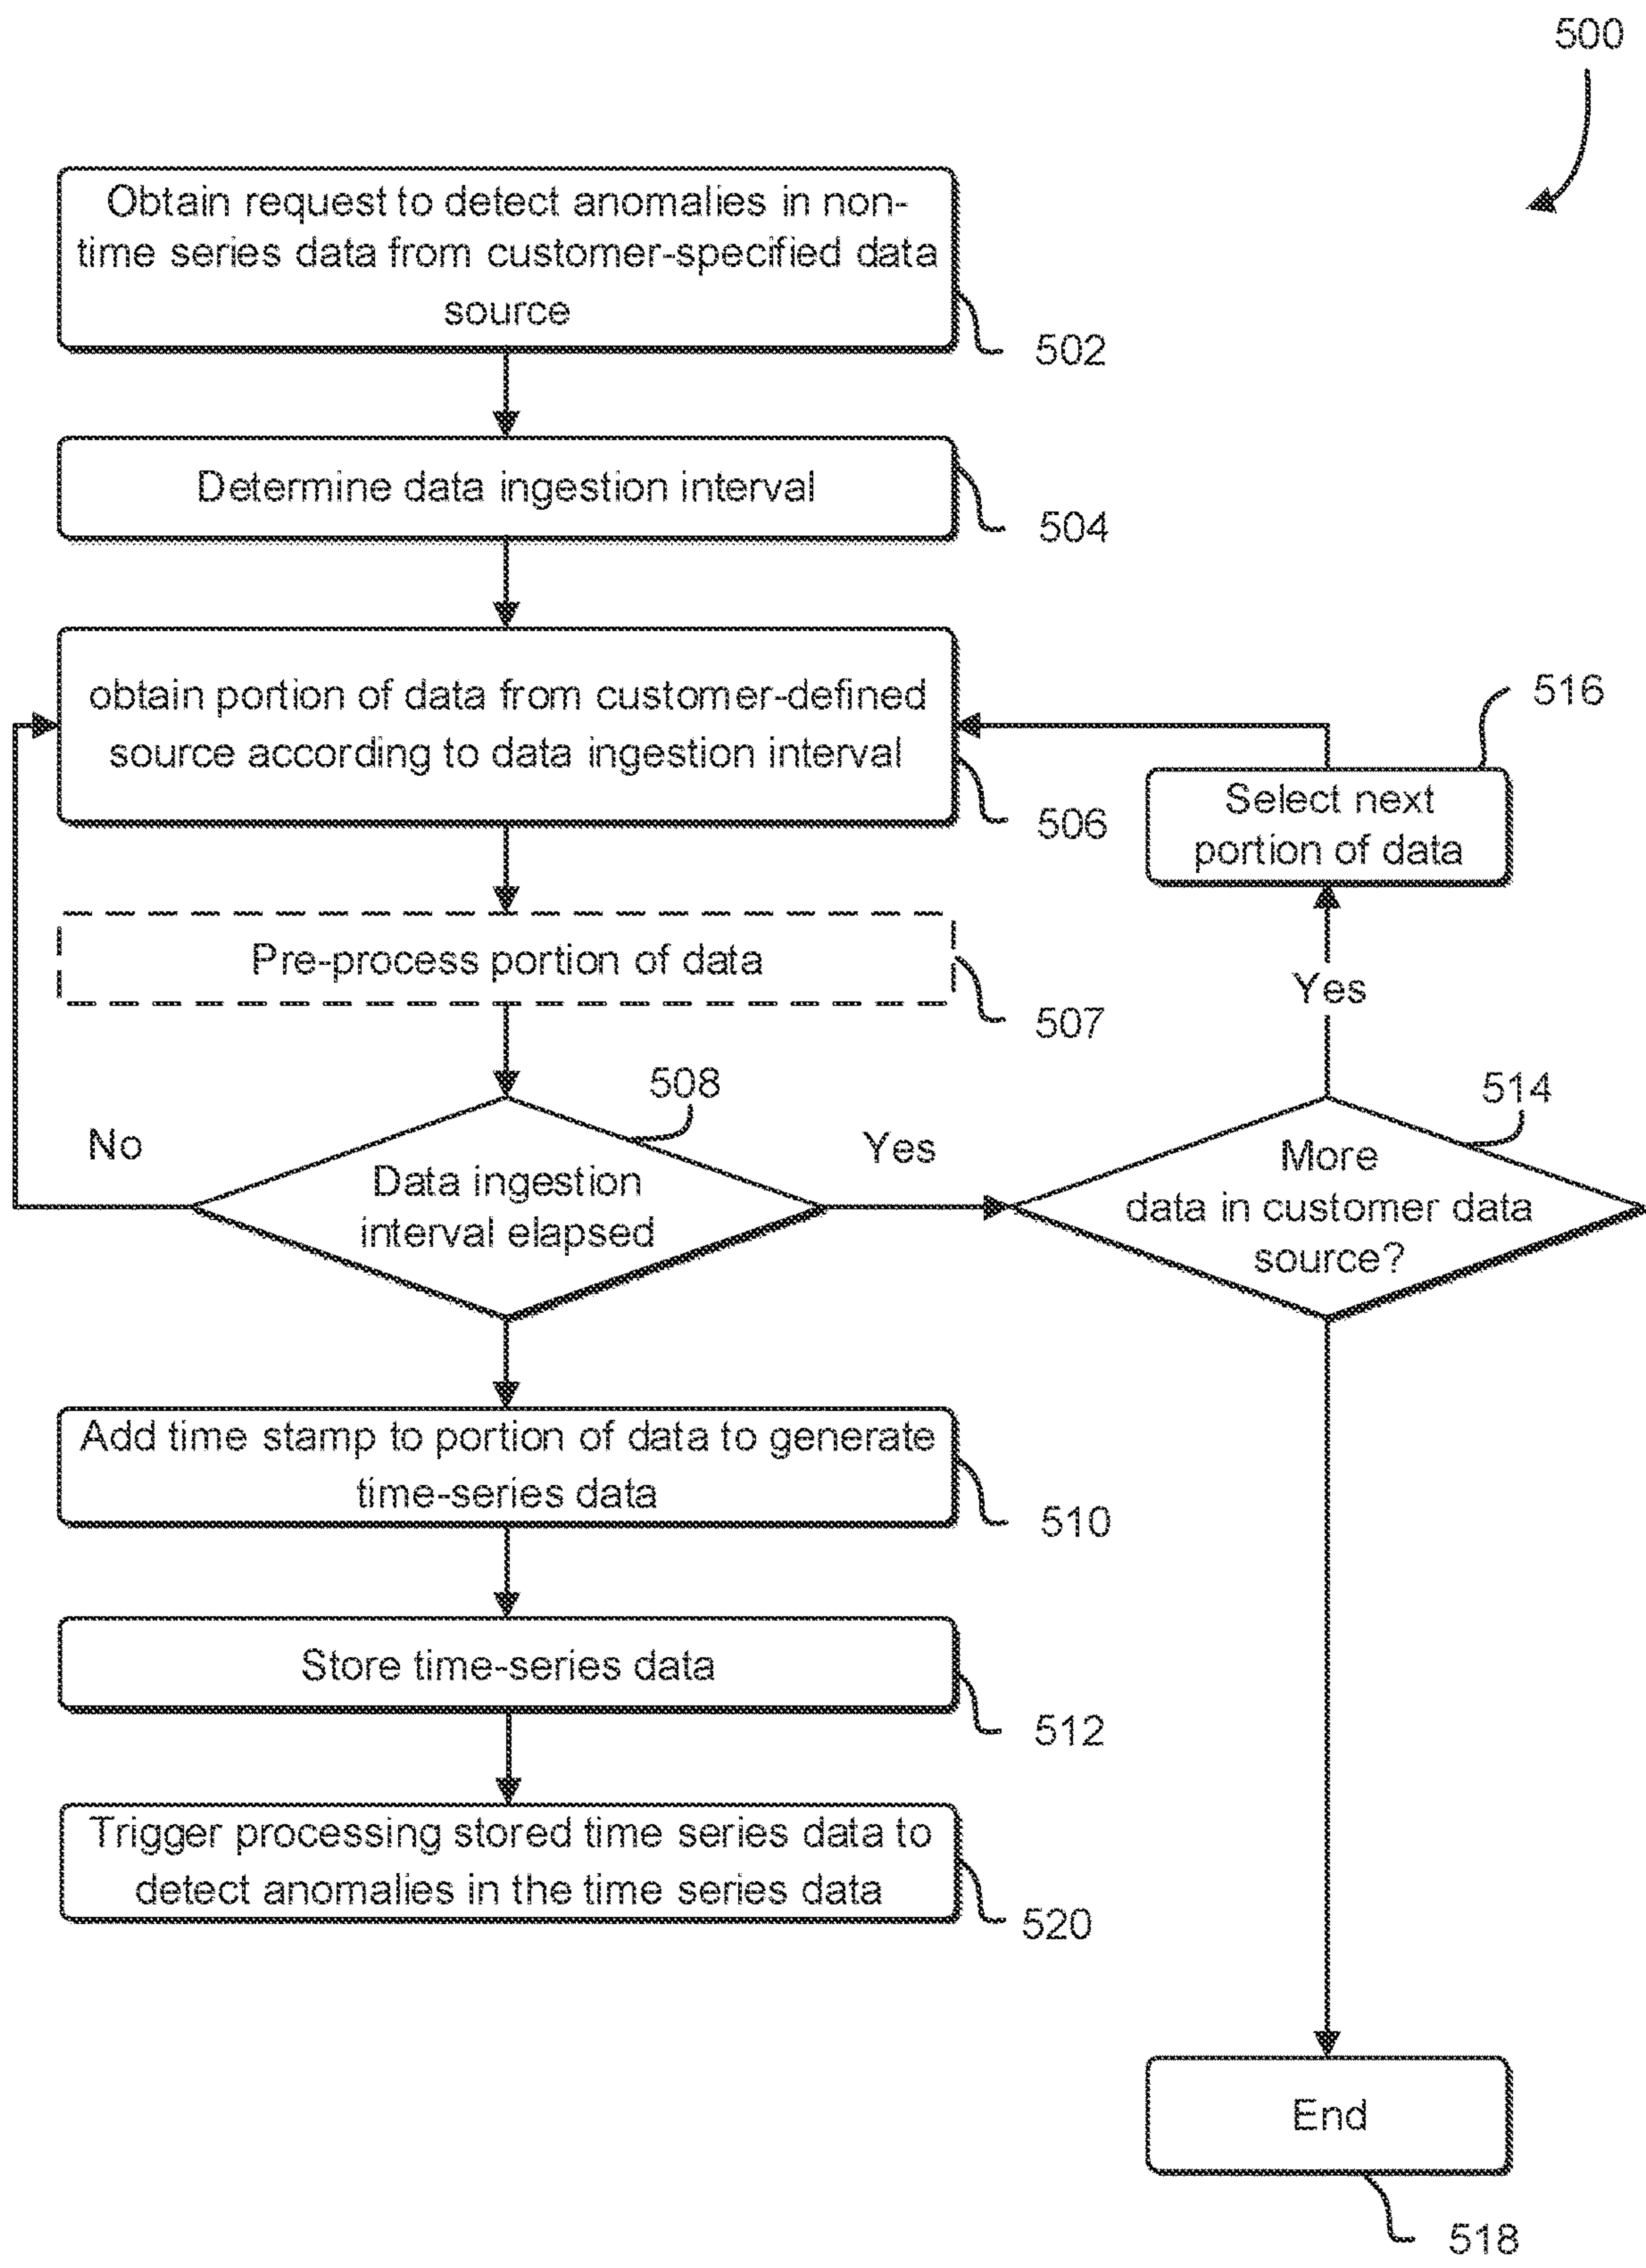 500
Obtain request to detect anomalies in non-
time series data from customer-specified data
source
502
Determine data ingestion interval
504
obtain portion of data from customer-defined
source according to data ingestion interval
506
516
Select next
portion of data
Pre-process portion of data
507
Yes
508
514
No
Yes
Data ingestion
interval elapsed
More
data in customer data
source?
Add time stamp to portion of data to generate
time-series data
510
Store time-series data
512
Trigger processing stored time series data to
detect anomalies in the time series data
520
End
518